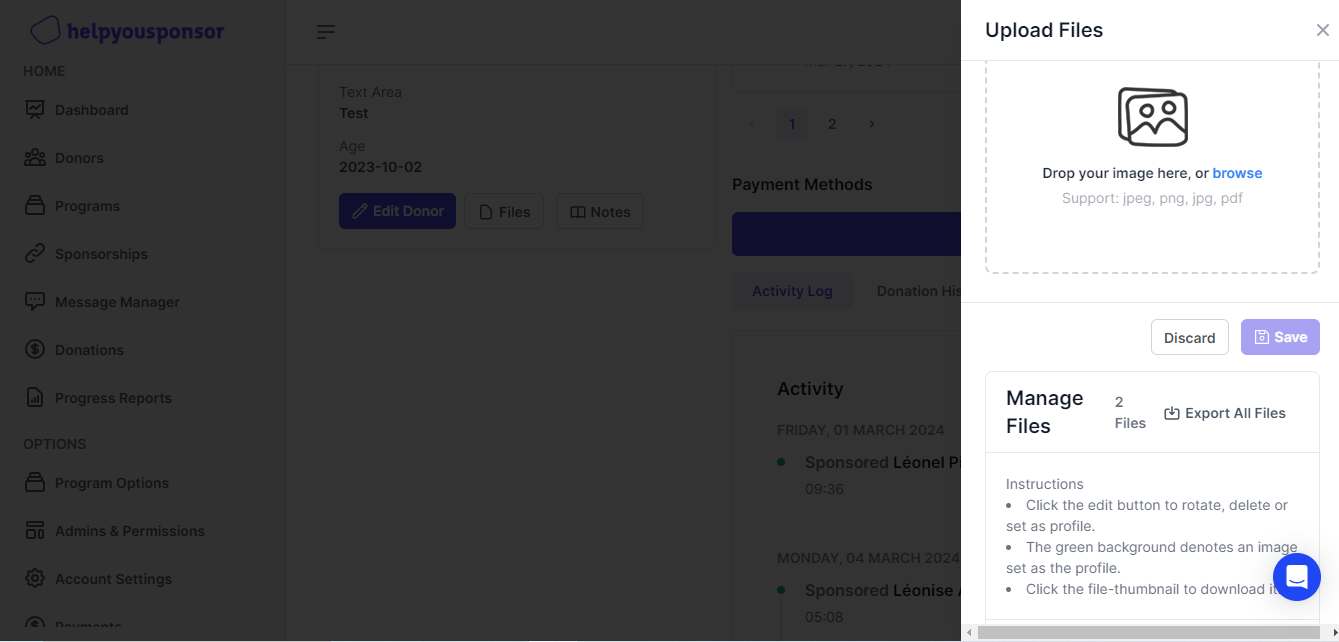 helpyousponsor
HOME
Dashboard
Donors
Programs
Sponsorships
Message Manager
Donations
Progress Reports
OPTIONS
Program Options
Admins & Permissions
Account Settings
Payments
Text Area
Test
Age
2023-10-02
Edit Donor
Files
Notes
1
2
Payment Methods
Activity Log
Donation His
Activity
FRIDAY, 01 MARCH 2024
Sponsored Léonel Pi
09:36
MONDAY, 04 MARCH 2024
Sponsored Léonise A
05:08
Upload Files
Drop your image here, or browse
Support: jpeg, png, jpg, pdf
Discard
Save
Manage
Files
2
Files
Export All Files
Instructions
• Click the edit button to rotate, delete or
set as profile.
• The green background denotes an image
set as the profile.
• Click the file-thumbnail to download